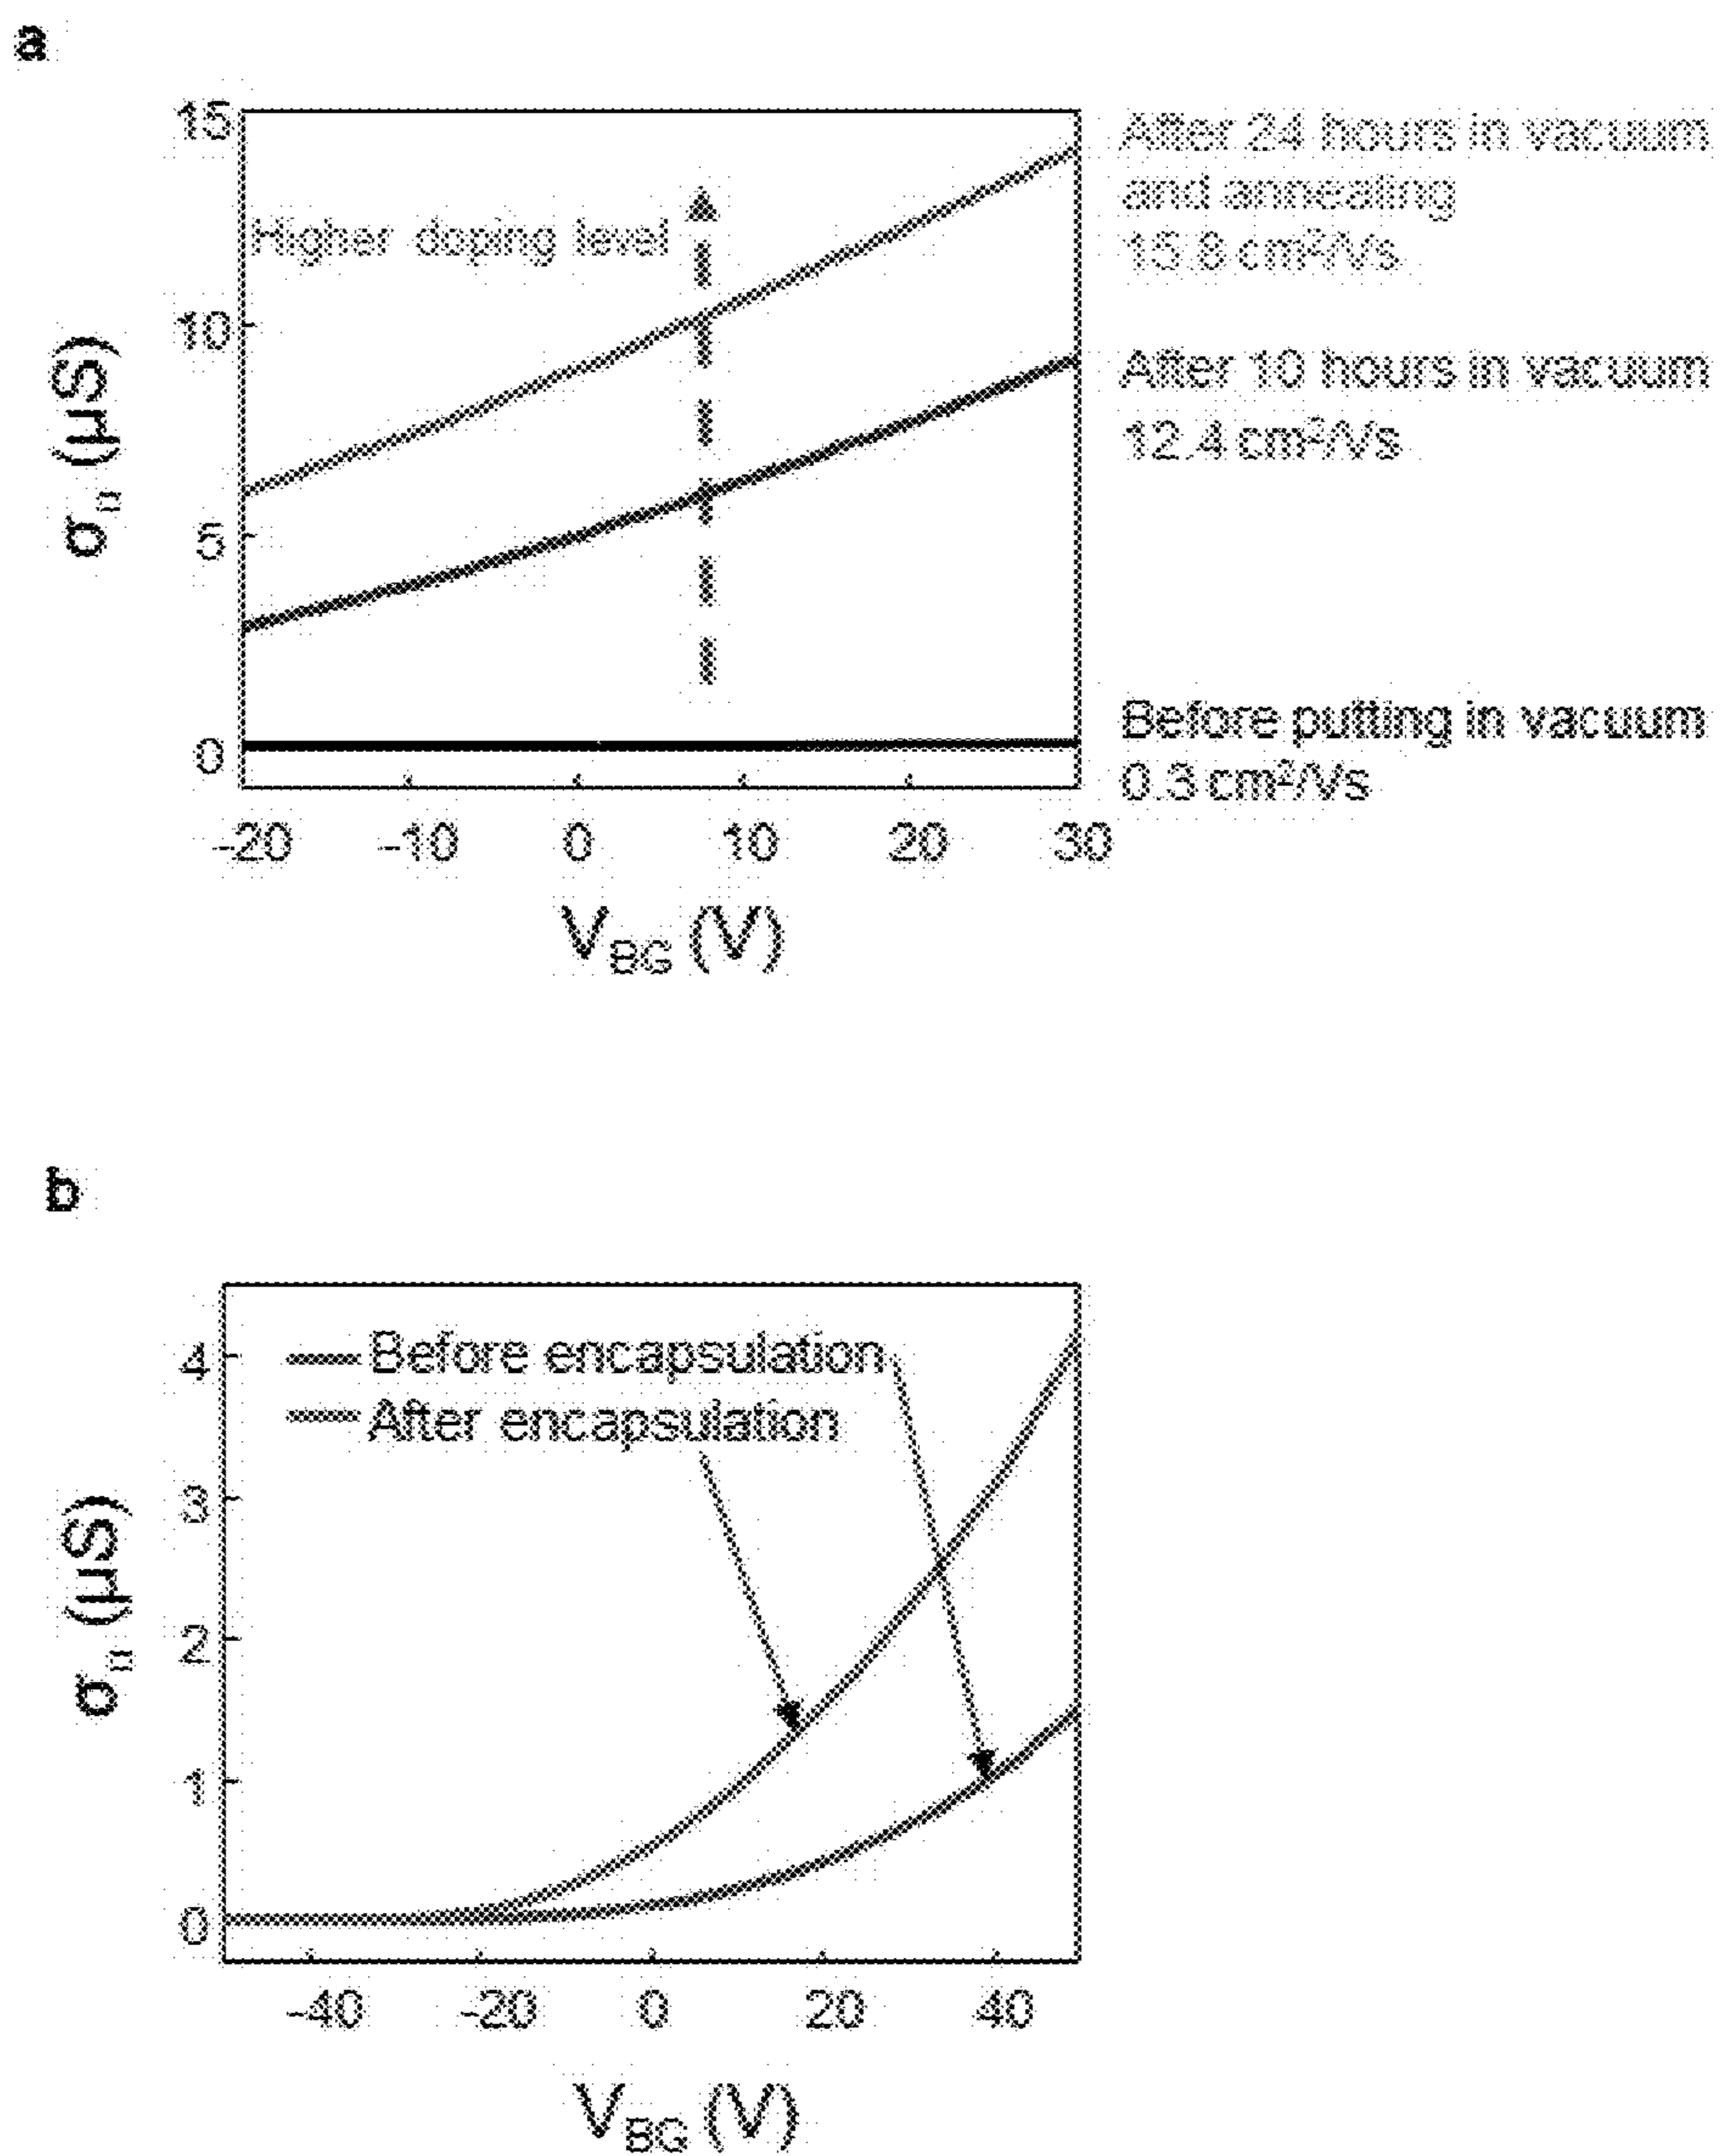 a
15
10
5
0
σ□ (µS)
Higher doping level
After 24 hours in vacuum
and annealing
15.8 cm²/Vs
After 10 hours in vacuum
12.4 cm²/Vs
Before putting in vacuum
0.3 cm²/Vs
-20 -10 0 10 20 30
V_BG (V)
b
4
3
2
1
0
σ□ (µS)
Before encapsulation
After encapsulation
-40 -20 0 20 40
V_BG (V)